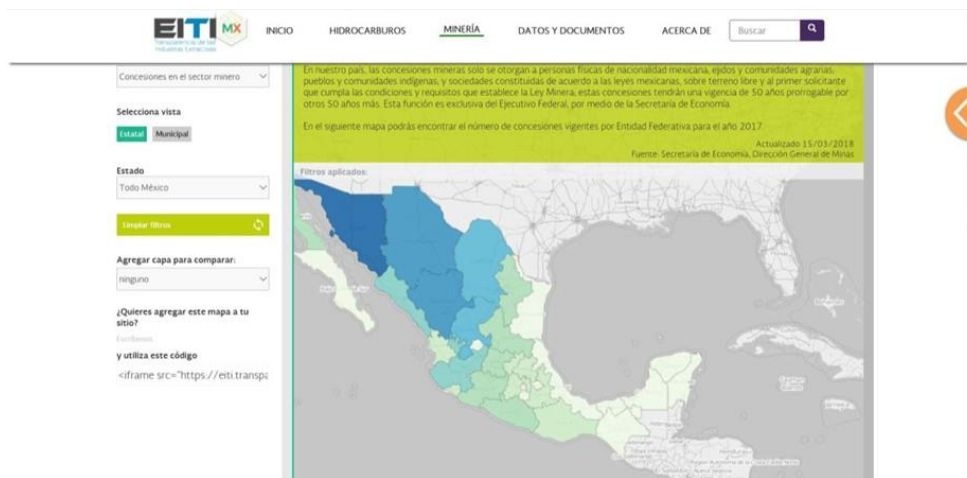 EITI MX
Transparencia de las
Industrias Extractivas
INICIO
HIDROCARBUROS
MINERÍA
DATOS Y DOCUMENTOS
ACERCA DE
Buscar
Concesiones en el sector minero
Selecciona vista
Estatal Municipal
Estado
Todo México
Limpiar filtros
Agregar capa para comparar:
ninguno
¿Quieres agregar este mapa a tu
sitio?
Escríbenos
y utiliza este código
<iframe src="https://eiti.transpa
En nuestro país, las concesiones mineras solo se otorgan a personas físicas de nacionalidad mexicana, ejidos y comunidades agrarias,
pueblos y comunidades indígenas, y sociedades constituidas de acuerdo a las leyes mexicanas, sobre terreno libre y al primer solicitante
que cumpla las condiciones y requisitos que establece la Ley Minera, estas concesiones tendrán una vigencia de 50 años prorrogable por
otros 50 años más. Esta función es exclusiva del Ejecutivo Federal, por medio de la Secretaría de Economía.
En el siguiente mapa podrás encontrar el número de concesiones vigentes por Entidad Federativa para el año 2017
Actualizado 15/03/2018
Fuente: Secretaría de Economía, Dirección General de Minas
Filtros aplicados: